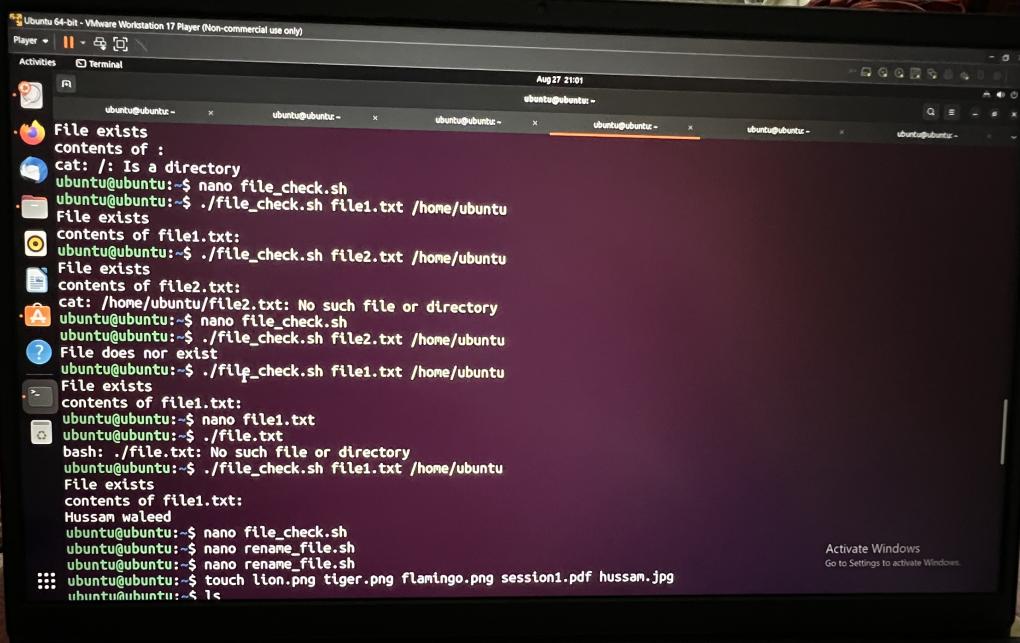 Ubuntu 64-bit - VMware Workstation 17 Player (Non-commercial use only)
Player
Activities Terminal
Aug 27 21:01
ubuntu@ubuntu: ~
ubuntu@ubuntu: ~ × ubuntu@ubuntu: ~ × ubuntu@ubuntu: ~ × ubuntu@ubuntu: ~ × ubuntu@ubuntu: ~ × ubuntu@ubuntu: ~
File exists
contents of :
cat: /: Is a directory
ubuntu@ubuntu:~$ nano file_check.sh
ubuntu@ubuntu:~$ ./file_check.sh file1.txt /home/ubuntu
File exists
contents of file1.txt:
ubuntu@ubuntu:~$ ./file_check.sh file2.txt /home/ubuntu
File exists
contents of file2.txt:
cat: /home/ubuntu/file2.txt: No such file or directory
ubuntu@ubuntu:~$ nano file_check.sh
ubuntu@ubuntu:~$ ./file_check.sh file2.txt /home/ubuntu
File does nor exist
ubuntu@ubuntu:~$ ./file_check.sh file1.txt /home/ubuntu
File exists
contents of file1.txt:
ubuntu@ubuntu:~$ nano file1.txt
ubuntu@ubuntu:~$ ./file.txt
bash: ./file.txt: No such file or directory
ubuntu@ubuntu:~$ ./file_check.sh file1.txt /home/ubuntu
File exists
contents of file1.txt:
Hussam waleed
ubuntu@ubuntu:~$ nano file_check.sh
ubuntu@ubuntu:~$ nano rename_file.sh
ubuntu@ubuntu:~$ nano rename_file.sh
ubuntu@ubuntu:~$ touch lion.png tiger.png flamingo.png session1.pdf hussam.jpg
ubuntu@ubuntu:~$ ls
Activate Windows
Go to Settings to activate Windows.